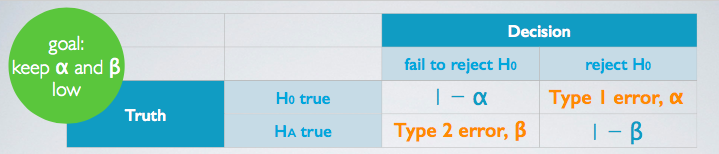 goal:
keep α and β
low
Decision
fail to reject H0
reject H0
Truth
H0 true
1 − α
Type 1 error, α
HA true
Type 2 error, β
1 − β